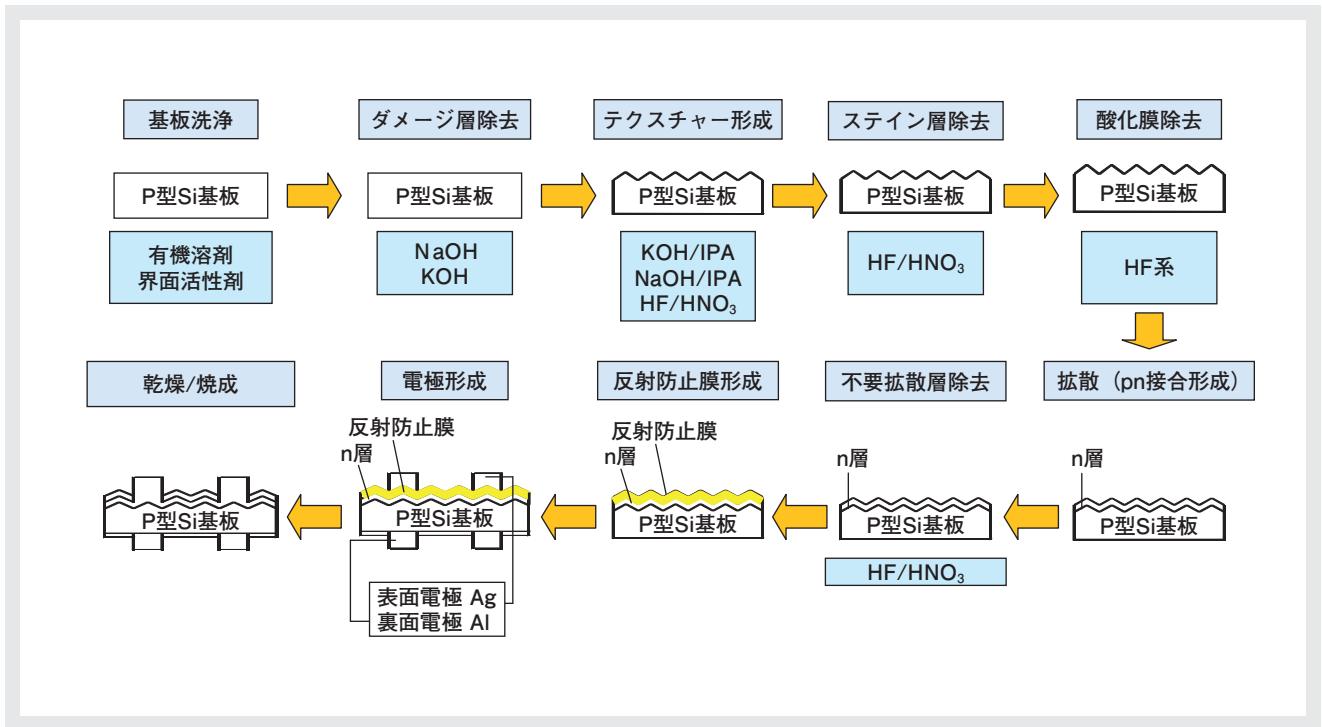 基板洗浄
P型Si基板
有機溶剤
界面活性剤
ダメージ層除去
P型Si基板
NaOH
KOH
テクスチャー形成
P型Si基板
KOH/IPA
NaOH/IPA
HF/HNO₃
ステイン層除去
P型Si基板
HF/HNO₃
酸化膜除去
P型Si基板
HF系
拡散（pn接合形成）
n層
P型Si基板
不要拡散層除去
n層
P型Si基板
HF/HNO₃
反射防止膜形成
反射防止膜
n層
P型Si基板
電極形成
反射防止膜
n層
P型Si基板
表面電極 Ag
裏面電極 Al
乾燥/焼成
P型Si基板